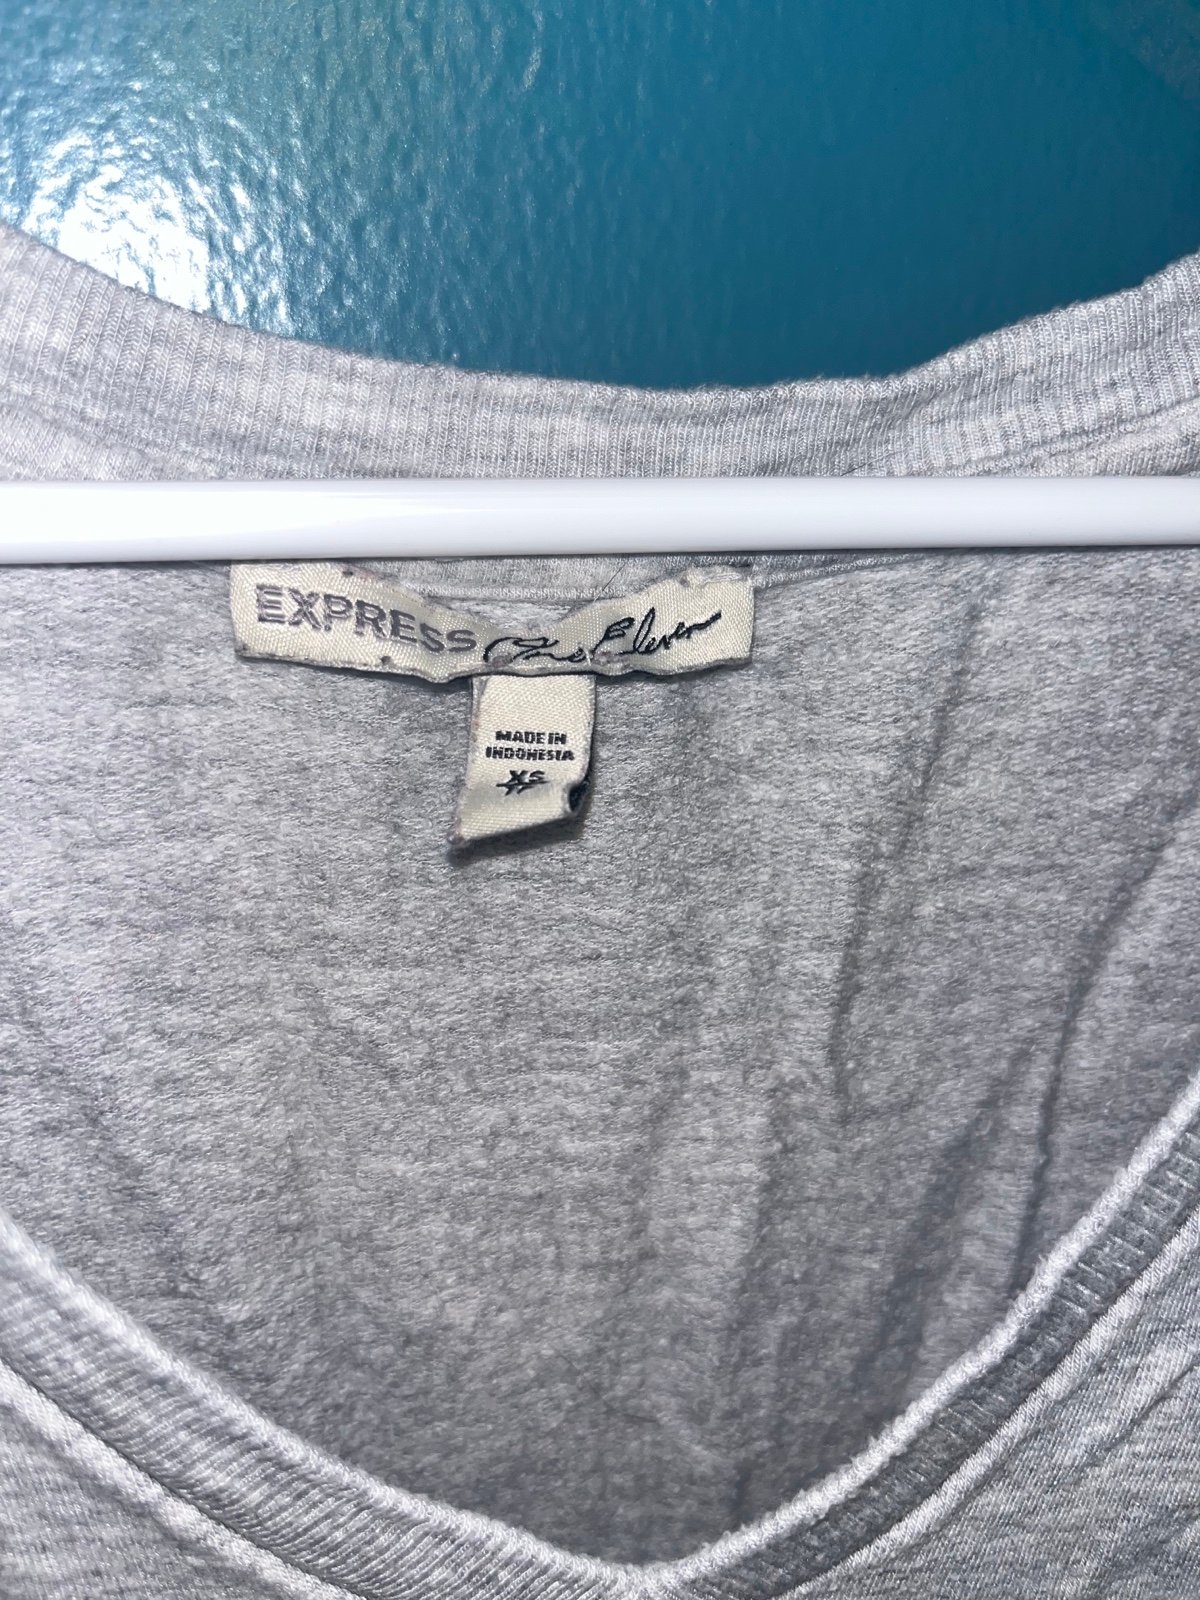 EXPRESS One Eleven
MADE IN
INDONESIA
XS